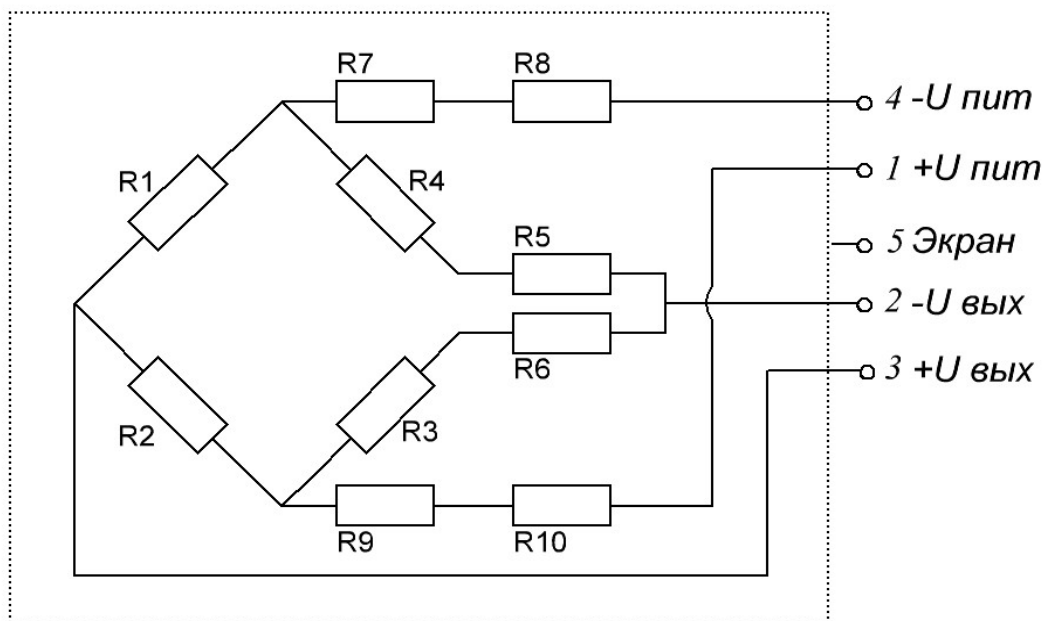 R7
R8
4 -U пит
R1
R4
1 +U пит
R5
5 Экран
2 -U вых
R6
3 +U вых
R2
R3
R9
R10